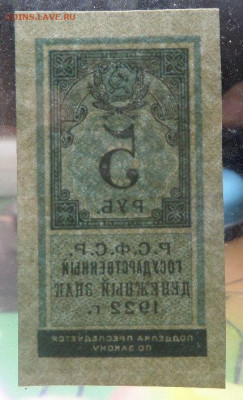 COINS.LAVE.RU
5
РУБ.
Р.С.Ф.С.Р.
ГОСУДАРСТВЕННЫЙ
ДЕНЕЖНЫЙ ЗНАК
1922 г.
ПОДДЕЛКА ПРЕСЛЕДУЕТСЯ
ПО ЗАКОНУ